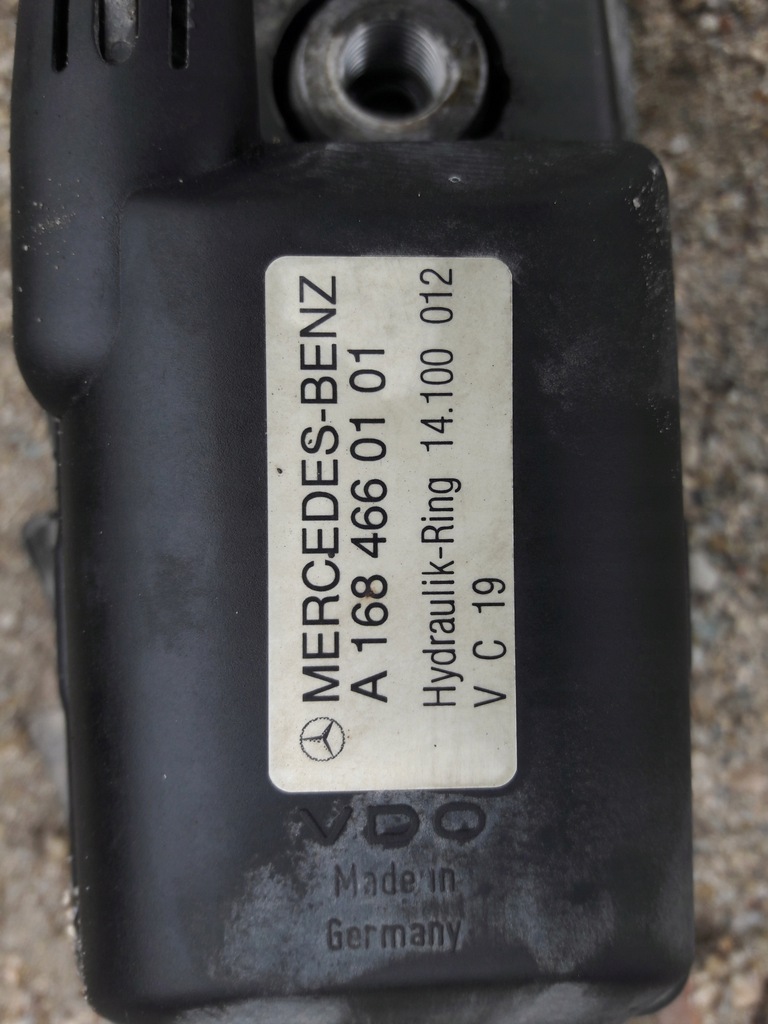 MERCEDES-BENZ
A 168 466 01 01
Hydraulik-Ring 14.100 012
V C 19
VDO
Made in
Germany